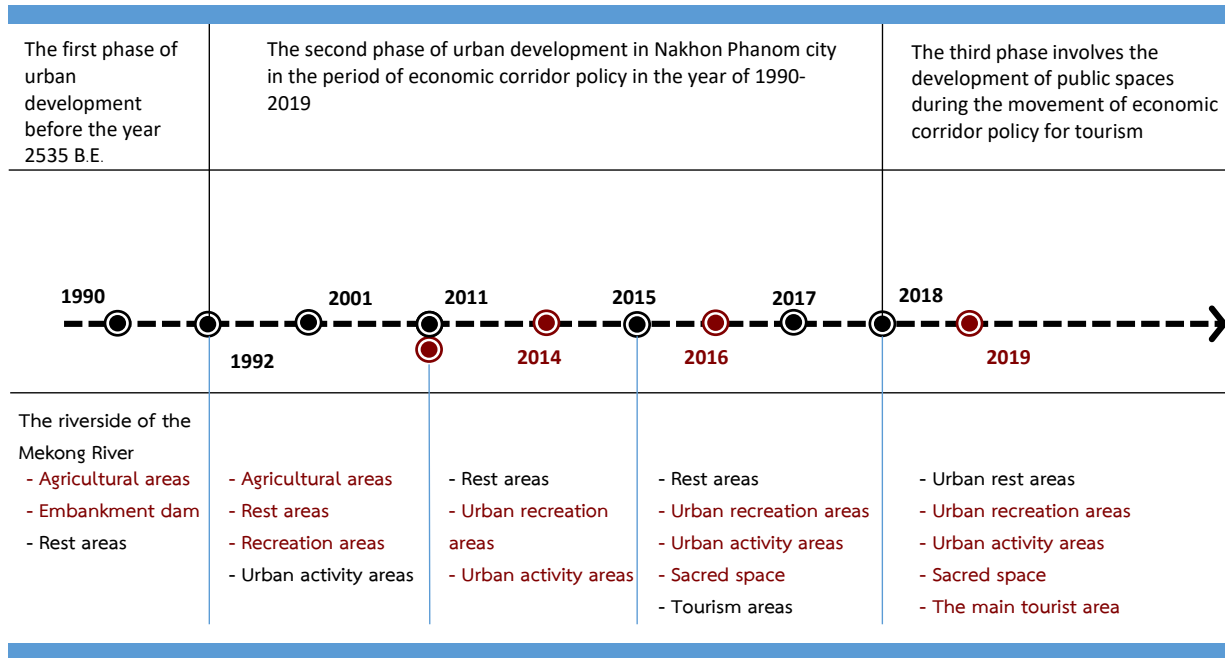 The first phase of
urban
development
before the year
2535 B.E.
The second phase of urban development in Nakhon Phanom city
in the period of economic corridor policy in the year of 1990-
2019
The third phase involves the
development of public spaces
during the movement of economic
corridor policy for tourism
1990
1992
2001
2011
2014
2015
2016
2017
2018
2019
The riverside of the
Mekong River
- Agricultural areas
- Embankment dam
- Rest areas
- Agricultural areas
- Rest areas
- Recreation areas
- Urban activity areas
- Rest areas
- Urban recreation
areas
- Urban activity areas
- Rest areas
- Urban recreation areas
- Urban activity areas
- Sacred space
- Tourism areas
- Urban rest areas
- Urban recreation areas
- Urban activity areas
- Sacred space
- The main tourist area